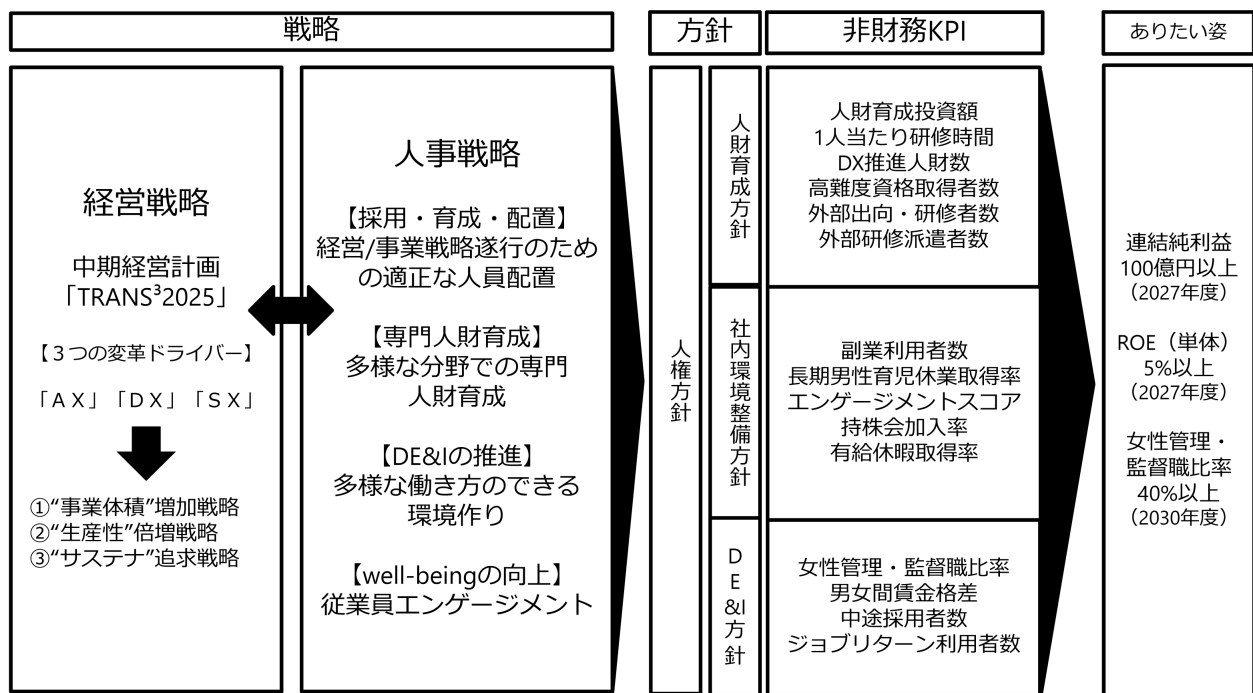 戦略
方針
非財務KPI
ありたい姿
経営戦略
中期経営計画
「TRANS³2025」
【３つの変革ドライバー】
「ＡＸ」「ＤＸ」「ＳＸ」
①“事業体積”増加戦略
②“生産性”倍増戦略
③“サステナ”追求戦略
人事戦略
【採用・育成・配置】
経営/事業戦略遂行のため
の適正な人員配置
【専門人財育成】
多様な分野での専門
人財育成
【DE&Iの推進】
多様な働き方のできる
環境作り
【well-beingの向上】
従業員エンゲージメント
人権方針
人財育成方針
人財育成投資額
1人当たり研修時間
DX推進人財数
高難度資格取得者数
外部出向・研修者数
外部研修派遣者数
社内環境整備方針
副業利用者数
長期男性育児休業取得率
エンゲージメントスコア
持株会加入率
有給休暇取得率
DE&I方針
女性管理・監督職比率
男女間賃金格差
中途採用者数
ジョブリターン利用者数
連結純利益
100億円以上
（2027年度）
ROE（単体）
5%以上
（2027年度）
女性管理・
監督職比率
40%以上
（2030年度）